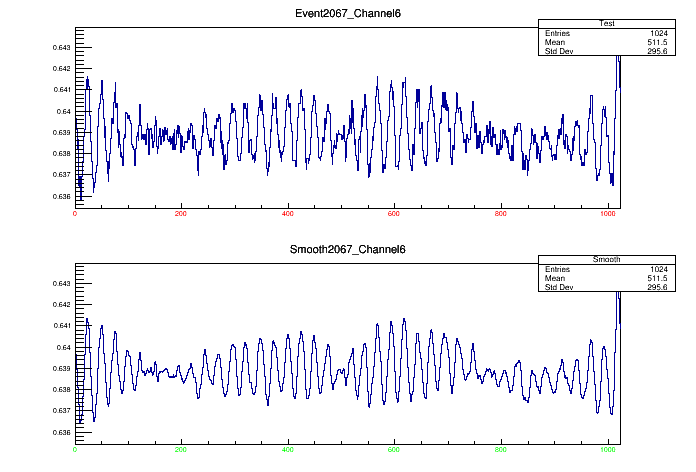 Event2067_Channel6
Test
Entries 1024
Mean 511.5
Std Dev 295.6
0.643
0.642
0.641
0.64
0.639
0.638
0.637
0.636
0 200 400 600 800 1000
Smooth2067_Channel6
Smooth
Entries 1024
Mean 511.5
Std Dev 295.6
0.643
0.642
0.641
0.64
0.639
0.638
0.637
0.636
0 200 400 600 800 1000